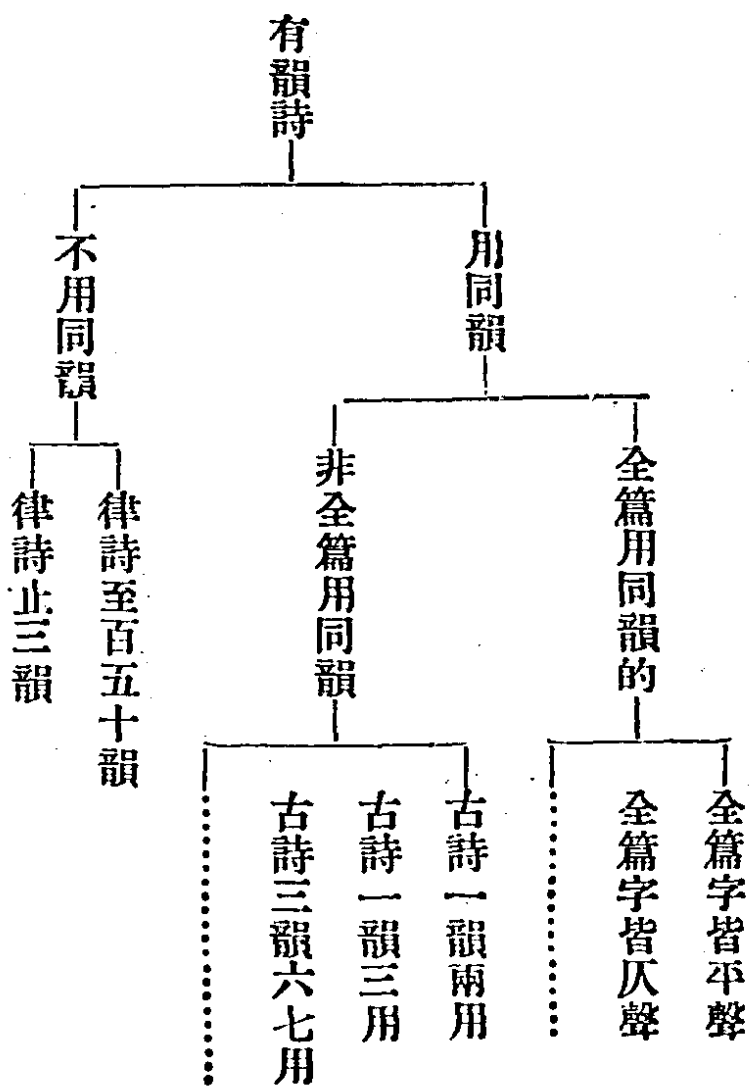 有韻詩
用同韻
全篇用同韻的
全篇字皆平聲
全篇字皆仄聲
非全篇用同韻
古詩一韻兩用
古詩一韻三用
古詩三韻六七用
不用同韻
律詩至百五十韻
律詩止三韻